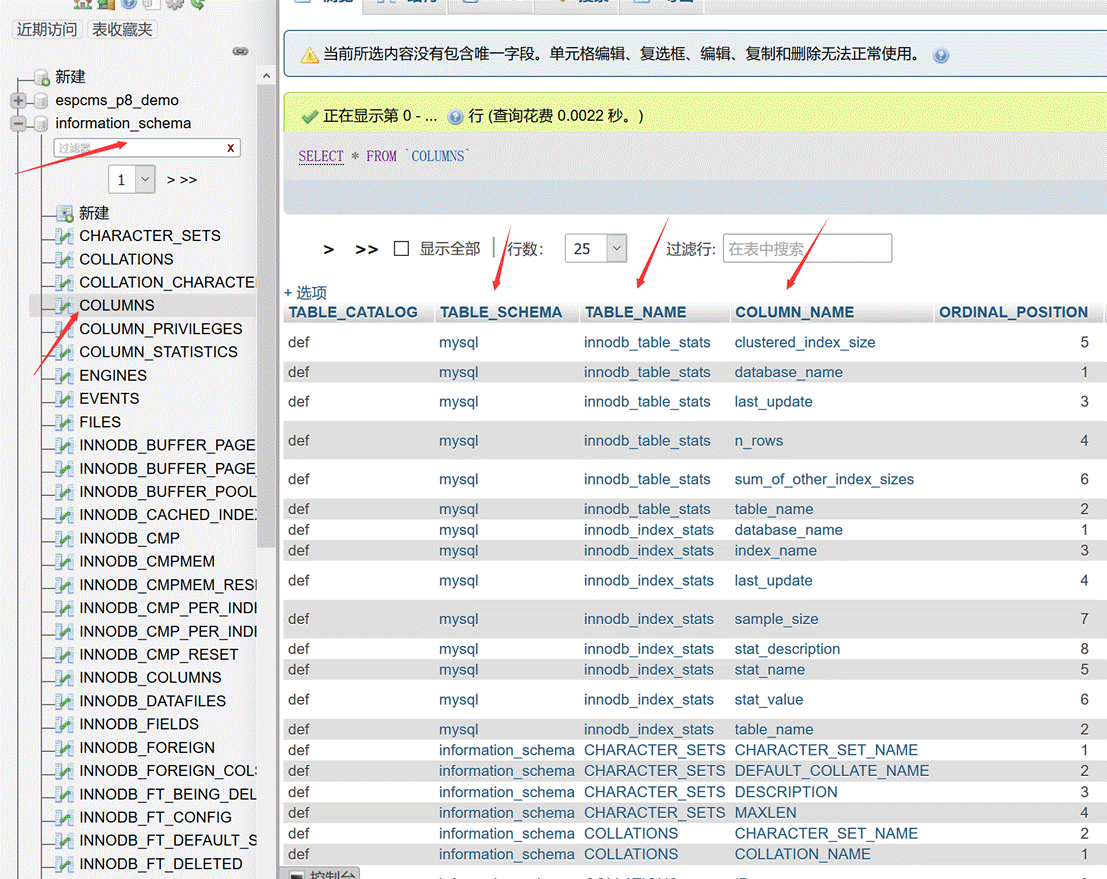 近期访问 表收藏夹
新建
espcms_p8_demo
information_schema
过滤器 X
1 > >>
新建
CHARACTER_SETS
COLLATIONS
COLLATION_CHARACTE
COLUMNS
COLUMN_PRIVILEGES
COLUMN_STATISTICS
ENGINES
EVENTS
FILES
INNODB_BUFFER_PAGE
INNODB_BUFFER_PAGE_
INNODB_BUFFER_POOL
INNODB_CACHED_INDE
INNODB_CMP
INNODB_CMPMEM
INNODB_CMPMEM_RES
INNODB_CMP_PER_INDI
INNODB_CMP_PER_INDI
INNODB_CMP_RESET
INNODB_COLUMNS
INNODB_DATAFILES
INNODB_FIELDS
INNODB_FOREIGN
INNODB_FOREIGN_COL
INNODB_FT_BEING_DEL
INNODB_FT_CONFIG
INNODB_FT_DEFAULT_S
INNODB_FT_DELETED
当前所选内容没有包含唯一字段。单元格编辑、复选框、编辑、复制和删除无法正常使用。
正在显示第 0 - ... 行 (查询花费 0.0022 秒。)
SELECT * FROM `COLUMNS`
> >> 显示全部 行数: 25 过滤行: 在表中搜索
+ 选项
TABLE_CATALOG TABLE_SCHEMA TABLE_NAME COLUMN_NAME ORDINAL_POSITION
def mysql innodb_table_stats clustered_index_size 5
def mysql innodb_table_stats database_name 1
def mysql innodb_table_stats last_update 3
def mysql innodb_table_stats n_rows 4
def mysql innodb_table_stats sum_of_other_index_sizes 6
def mysql innodb_table_stats table_name 2
def mysql innodb_index_stats database_name 1
def mysql innodb_index_stats index_name 3
def mysql innodb_index_stats last_update 4
def mysql innodb_index_stats sample_size 7
def mysql innodb_index_stats stat_description 8
def mysql innodb_index_stats stat_name 5
def mysql innodb_index_stats stat_value 6
def mysql innodb_index_stats table_name 2
def information_schema CHARACTER_SETS CHARACTER_SET_NAME 1
def information_schema CHARACTER_SETS DEFAULT_COLLATE_NAME 2
def information_schema CHARACTER_SETS DESCRIPTION 3
def information_schema CHARACTER_SETS MAXLEN 4
def information_schema COLLATIONS CHARACTER_SET_NAME 2
def information_schema COLLATIONS COLLATION_NAME 1
控制台